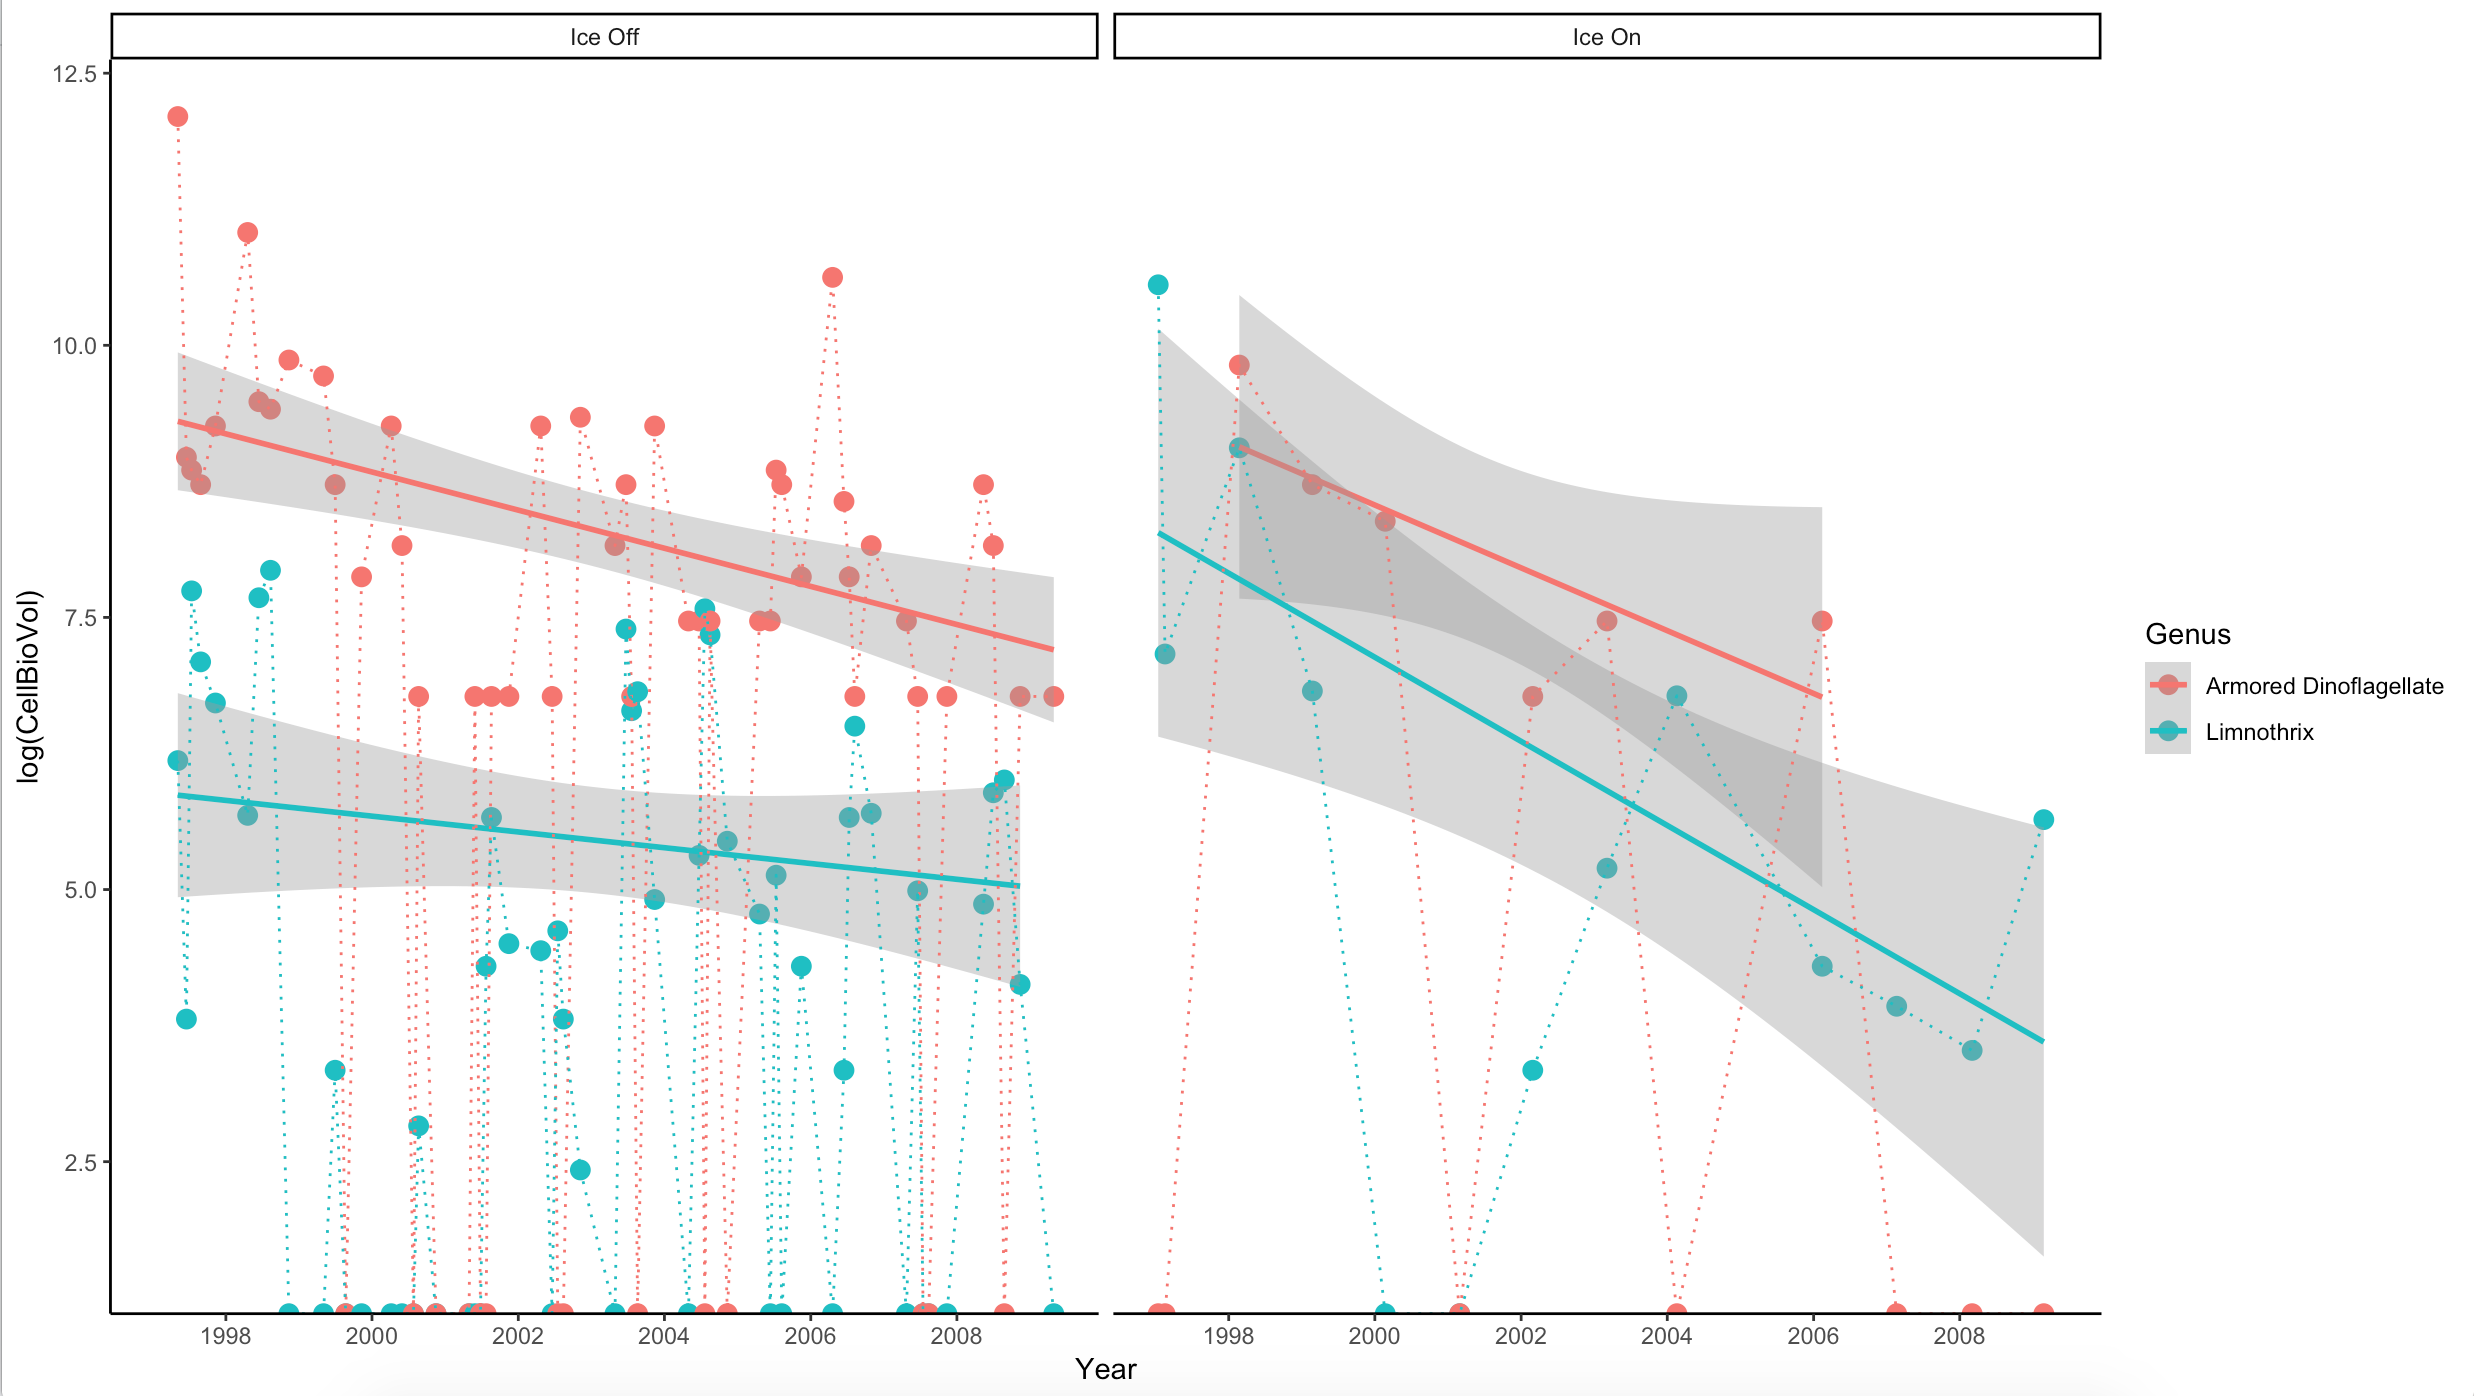 Ice Off
Ice On
12.5
10.0
7.5
5.0
2.5
log(CellBioVol)
1998 2000 2002 2004 2006 2008
1998 2000 2002 2004 2006 2008
Year
Genus
Armored Dinoflagellate
Limnothrix